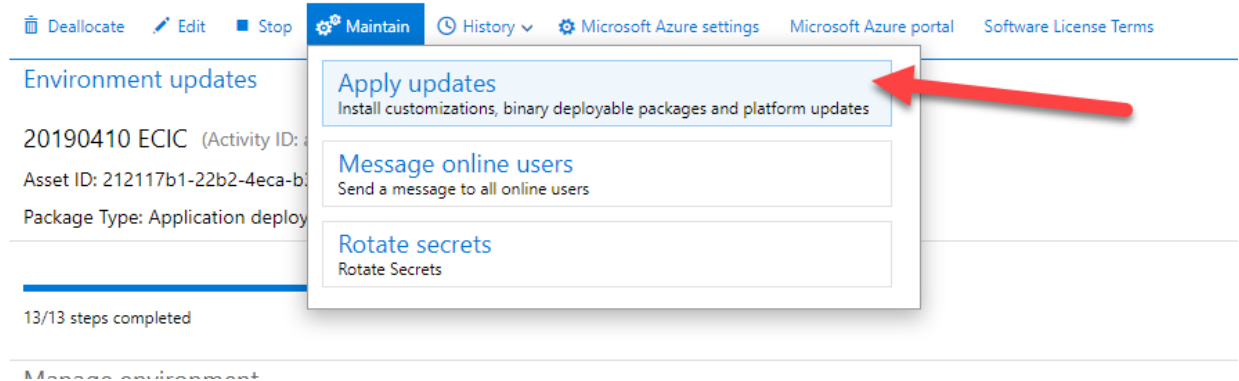 Deallocate Edit Stop Maintain History Microsoft Azure settings Microsoft Azure portal Software License Terms
Environment updates
Apply updates
Install customizations, binary deployable packages and platform updates
20190410 ECIC (Activity ID:
Message online users
Send a message to all online users
Asset ID: 212117b1-22b2-4eca-b
Package Type: Application deploy
Rotate secrets
Rotate Secrets
13/13 steps completed
Manage environment